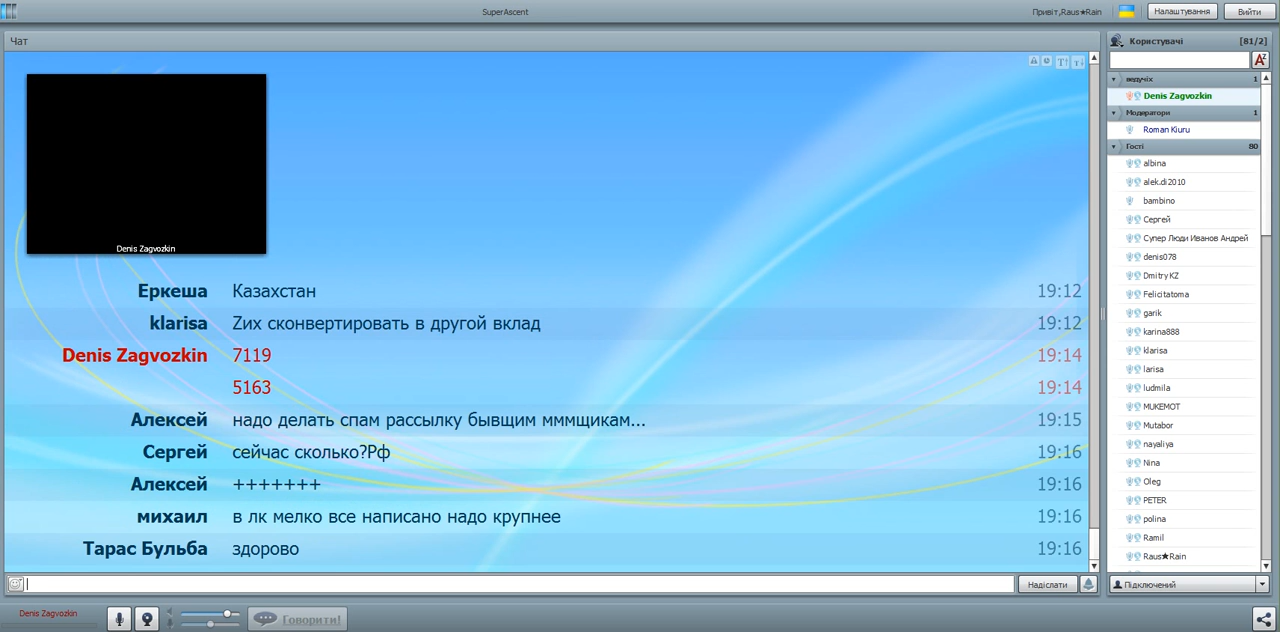 SuperAscent
Привіт,Raus★Rain
Налаштування
Вийти
Чат
Denis Zagvozkin
Еркеша Казахстан 19:12
klarisa Zих сконвертировать в другой вклад 19:12
Denis Zagvozkin 7119 19:14
5163 19:14
Алексей надо делать спам рассылку бывщим мммщикам... 19:15
Сергей сейчас сколько?Рф 19:16
Алексей +++++++ 19:16
михаил в лк мелко все написано надо крупнее 19:16
Тарас Бульба здорово 19:16
Надіслати
Denis Zagvozkin
Говорити!
Користувачі [81/2]
ведучіх 1
Denis Zagvozkin
Модератори 1
Roman Kiuru
Гості 80
albina
alek.di2010
bambino
Сергей
Супер Люди Иванов Андрей
denis078
Dmitry KZ
Felicitatoma
garik
karina888
klarisa
larisa
ludmila
MUKEMOT
Mutabor
nayaliya
Nina
Oleg
PETER
polina
Ramil
Raus★Rain
Підключений